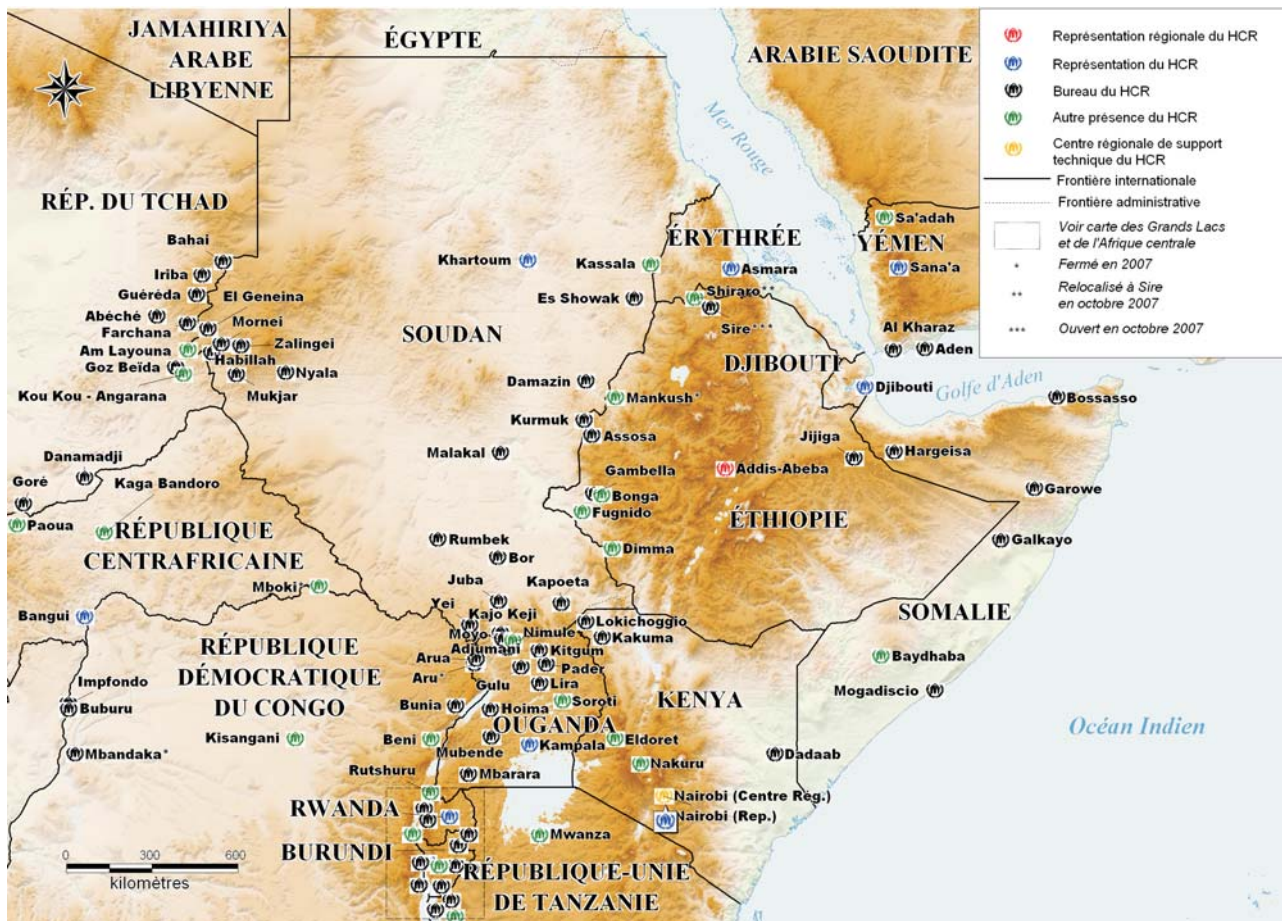 JAMAHIRIYA
ARABE
LIBYENNE
ÉGYPTE
ARABIE SAOUDITE
Mer Rouge
RÉP. DU TCHAD
Représentation régionale du HCR
Représentation du HCR
Bureau du HCR
Autre présence du HCR
Centre régionale de support
technique du HCR
Frontière internationale
Frontière administrative
Voir carte des Grands Lacs
et de l'Afrique centrale
* Fermé en 2007
** Relocalisé à Sire
en octobre 2007
*** Ouvert en octobre 2007
Sa'adah
YÉMEN
Sana'a
ÉRYTHRÉE
Bahai
Khartoum
Kassala
Asmara
Iriba
Guéréda
El Geneina
Es Showak
Shiraro**
Sire***
Abéché
Farchana
Mornei
SOUDAN
Al Kharaz
Aden
Am Layouna
Zalingei
Habillah
Goz Beïda
Nyala
Kou Kou - Angarana
Mukjar
DJIBOUTI
Djibouti
Golfe d'Aden
Bossasso
Damazin
Mankush*
Kurmuk
Assosa
Malakal
Jijiga
Hargeisa
Danamadji
Gambella
Addis-Abeba
Goré
Kaga Bandoro
Bonga
Garowe
Paoua
Fugnido
ÉTHIOPIE
RÉPUBLIQUE
CENTRAFRICAINE
Rumbek
Bor
Dimma
Galkayo
Mboki*
Juba
Kapoeta
Bangui
Yei
Kajo Keji
Lokichoggio
SOMALIE
Moyo
Nimule
Kakuma
RÉPUBLIQUE
DÉMOCRATIQUE
DU CONGO
Adjumani
Kitgum
Arua
Pader
Baydhaba
Aru*
Gulu
Lira
Impfondo
Buburu
Bunia
Hoima
Soroti
KENYA
Mogadiscio
OUGANDA
Océan Indien
Kisangani
Beni
Mubende
Kampala
Eldoret
Mbandaka*
Dadaab
Rutshuru
Mbarara
Nakuru
RWANDA
Nairobi (Centre Rég.)
Nairobi (Rep.)
Mwanza
BURUNDI
RÉPUBLIQUE-UNIE
DE TANZANIE
0 300 600
kilomètres